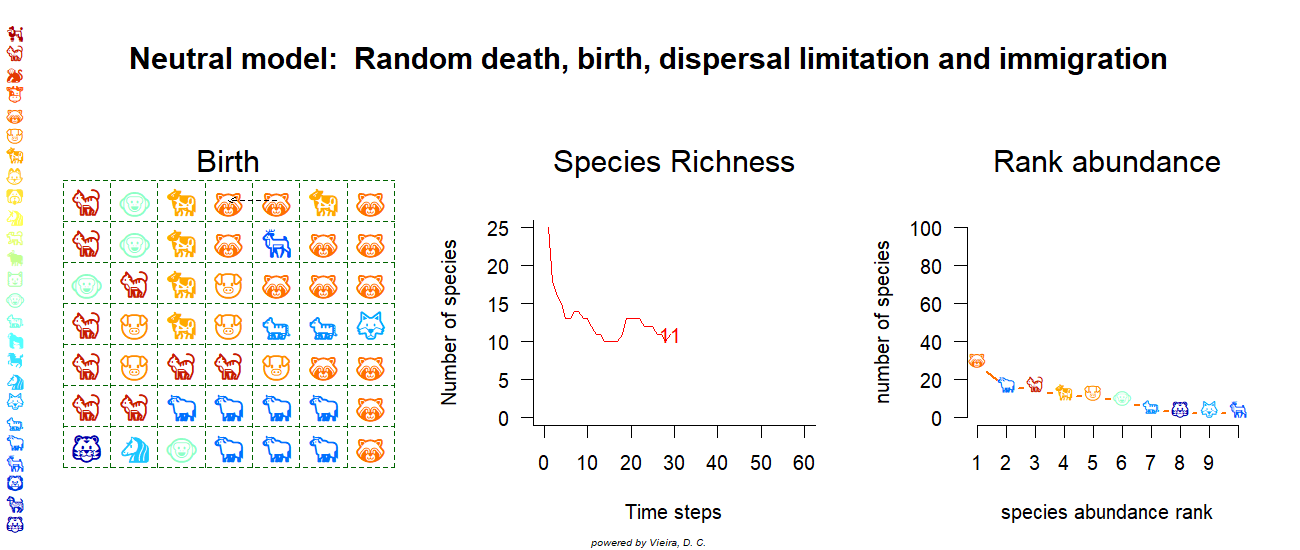 Neutral model:  Random death, birth, dispersal limitation and immigration
Birth
Species Richness
Number of species
25
20
15
10
5
0
11
0 10 20 30 40 50 60
Time steps
Rank abundance
number of species
100
80
60
40
20
0
1 2 3 4 5 6 7 8 9
species abundance rank
powered by Vieira, D. C.